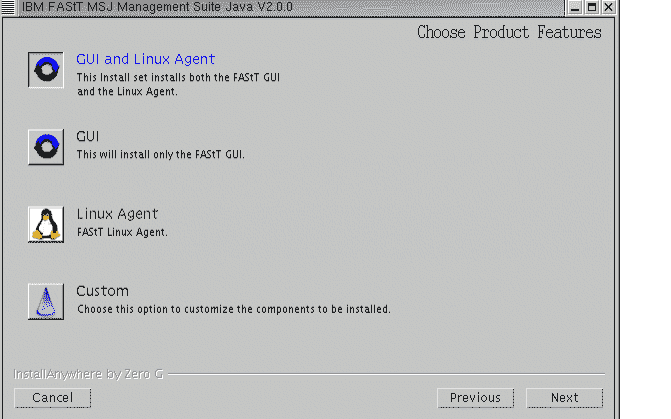 IBM FAStT MSJ Management Suite Java V2.0.0
Choose Product Features
GUI and Linux Agent
This Install set installs both the FAStT GUI
and the Linux Agent.
GUI
This will install only the FAStT GUI.
Linux Agent
FAStT Linux Agent.
Custom
Choose this option to customize the components to be installed.
InstallAnywhere by Zero G
Cancel
Previous
Next